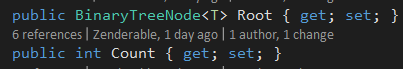 public BinaryTreeNode<T> Root { get; set; }
6 references | Zenderable, 1 day ago | 1 author, 1 change
public int Count { get; set; }